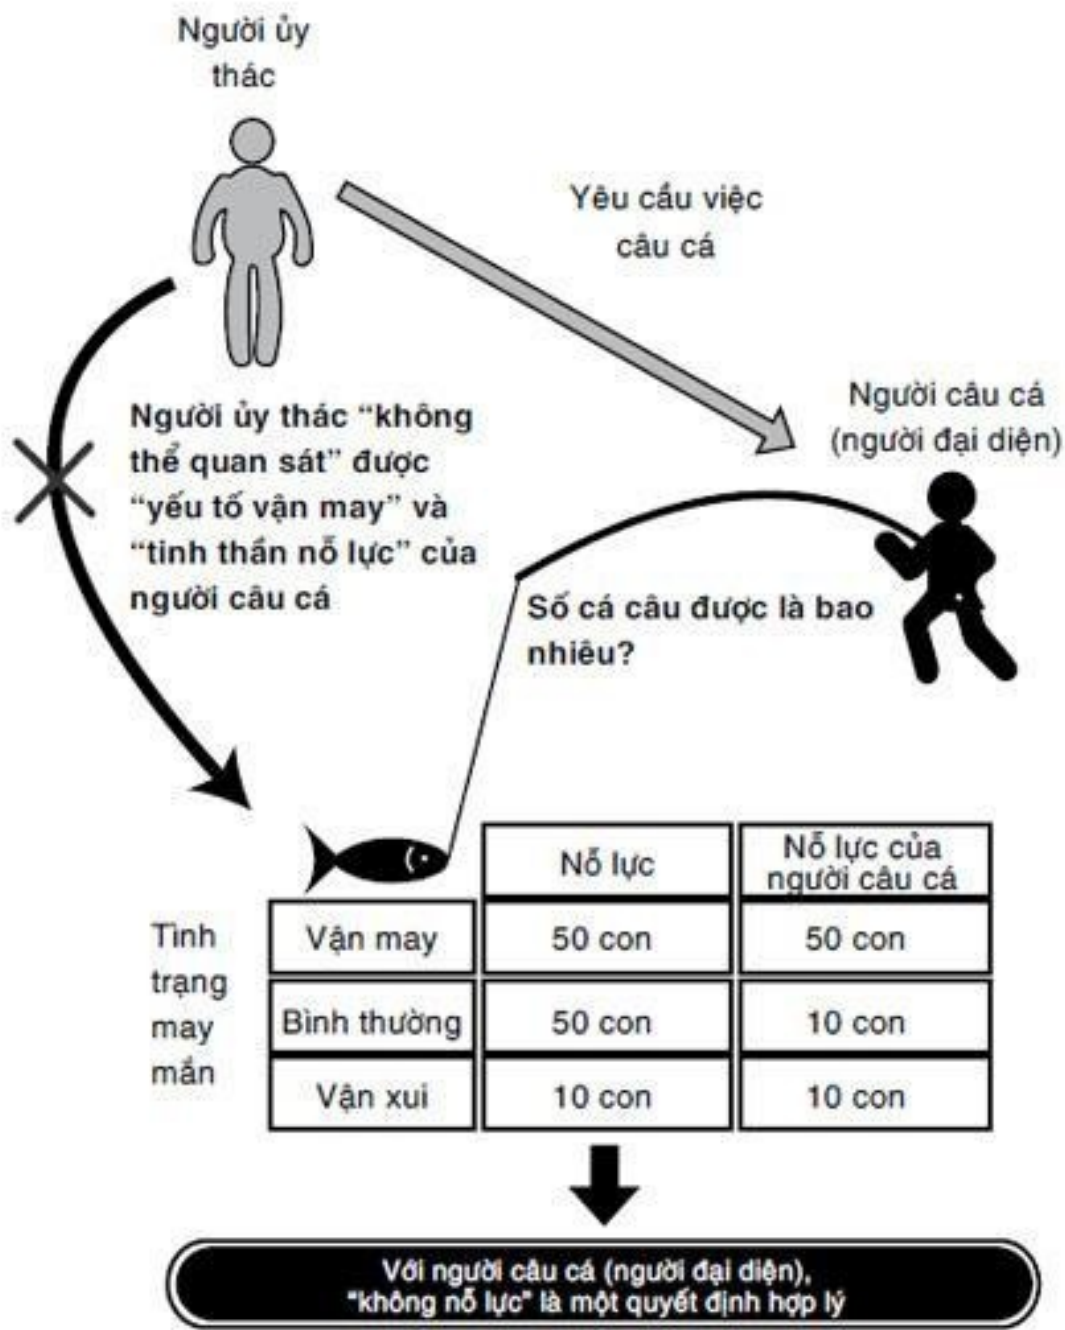 Người ủy
thác
Yêu cầu việc
câu cá
Người câu cá
(người đại diện)
Người ủy thác “không
thể quan sát” được
“yếu tố vận may” và
“tinh thần nỗ lực” của
người câu cá
Số cá câu được là bao
nhiêu?
Nỗ lực
Nỗ lực của
người câu cá
Tình
trạng
may
mắn
Vận may
50 con
50 con
Bình thường
50 con
10 con
Vận xui
10 con
10 con
Với người câu cá (người đại diện),
“không nỗ lực” là một quyết định hợp lý